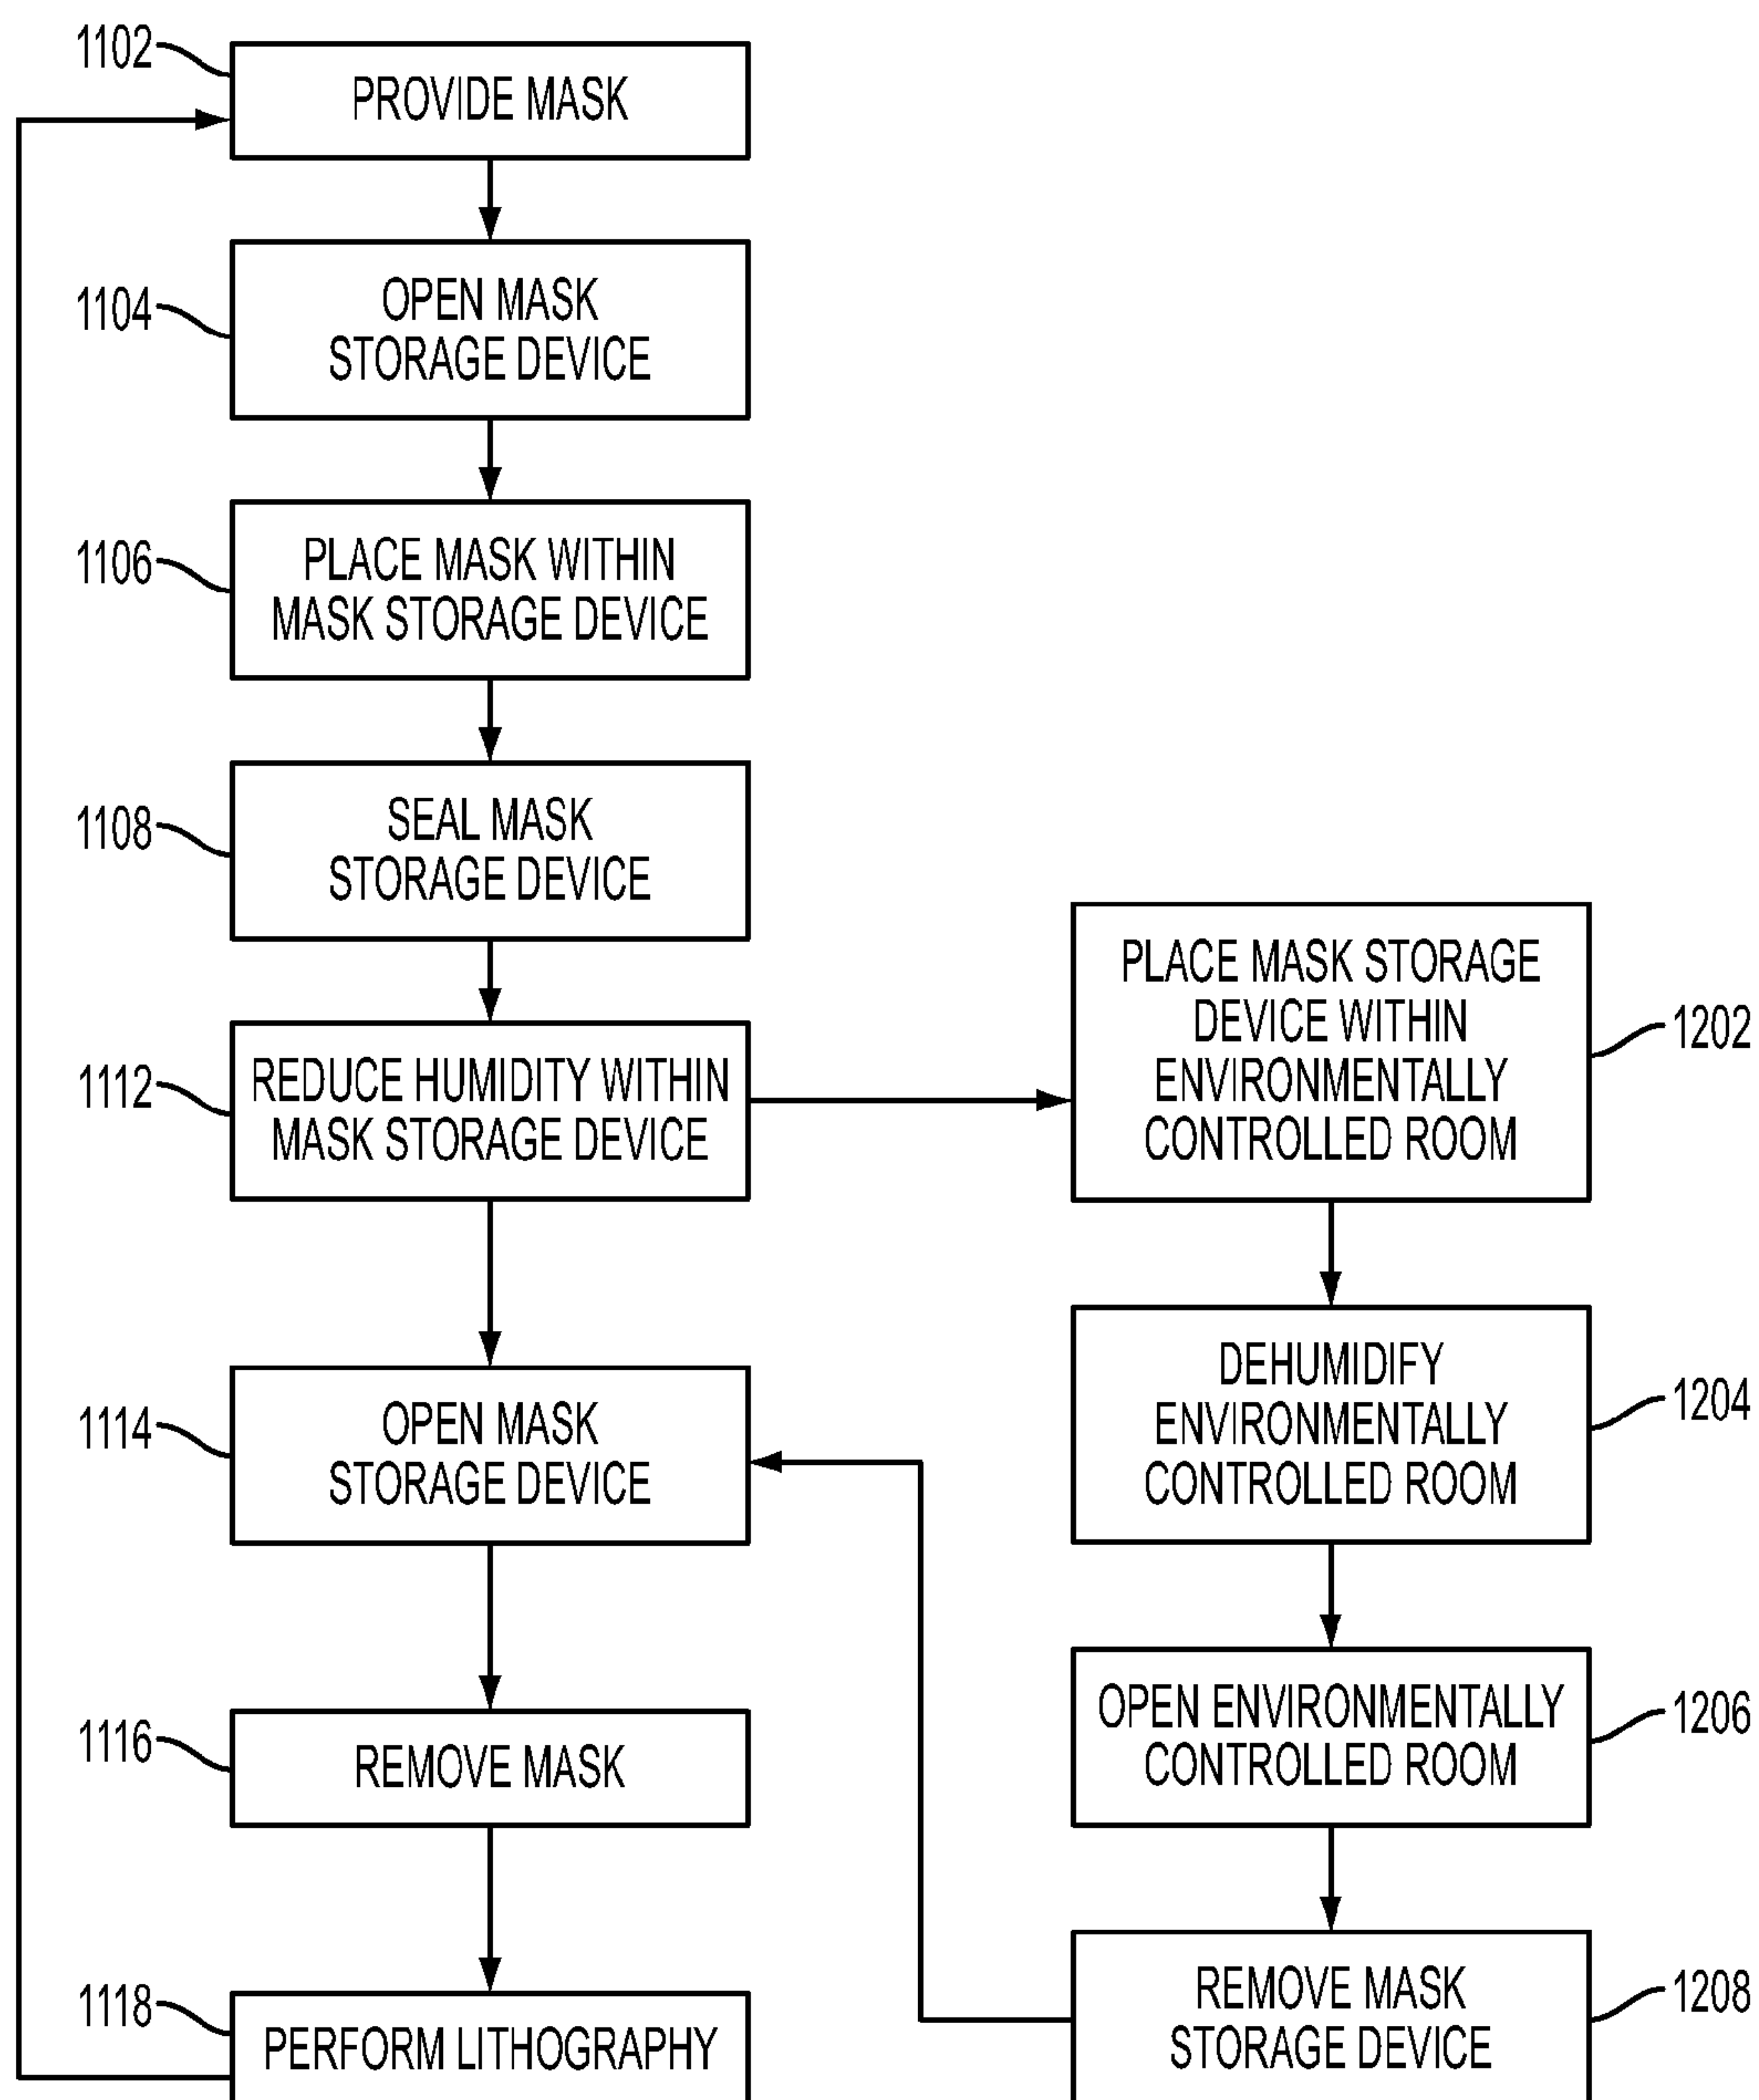 1102
PROVIDE MASK
1104
OPEN MASK
STORAGE DEVICE
1106
PLACE MASK WITHIN
MASK STORAGE DEVICE
1108
SEAL MASK
STORAGE DEVICE
1112
REDUCE HUMIDITY WITHIN
MASK STORAGE DEVICE
1114
OPEN MASK
STORAGE DEVICE
1116
REMOVE MASK
1118
PERFORM LITHOGRAPHY
PLACE MASK STORAGE
DEVICE WITHIN
ENVIRONMENTALLY
CONTROLLED ROOM
1202
DEHUMIDIFY
ENVIRONMENTALLY
CONTROLLED ROOM
1204
OPEN ENVIRONMENTALLY
CONTROLLED ROOM
1206
REMOVE MASK
STORAGE DEVICE
1208